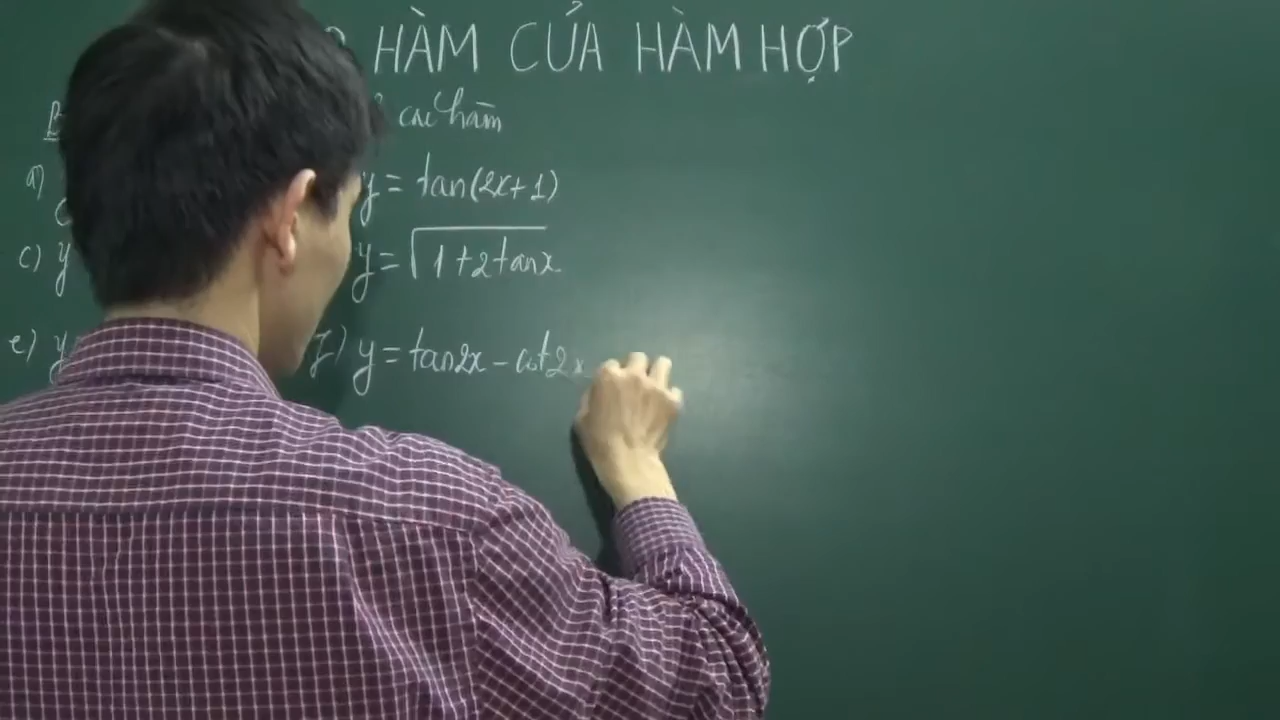 HÀM CỦA HÀM HỢP
các hàm
a) y = tan(2x+1)
c) y y = √(1+2tanx)
e) y f) y = tan2x - cot2x